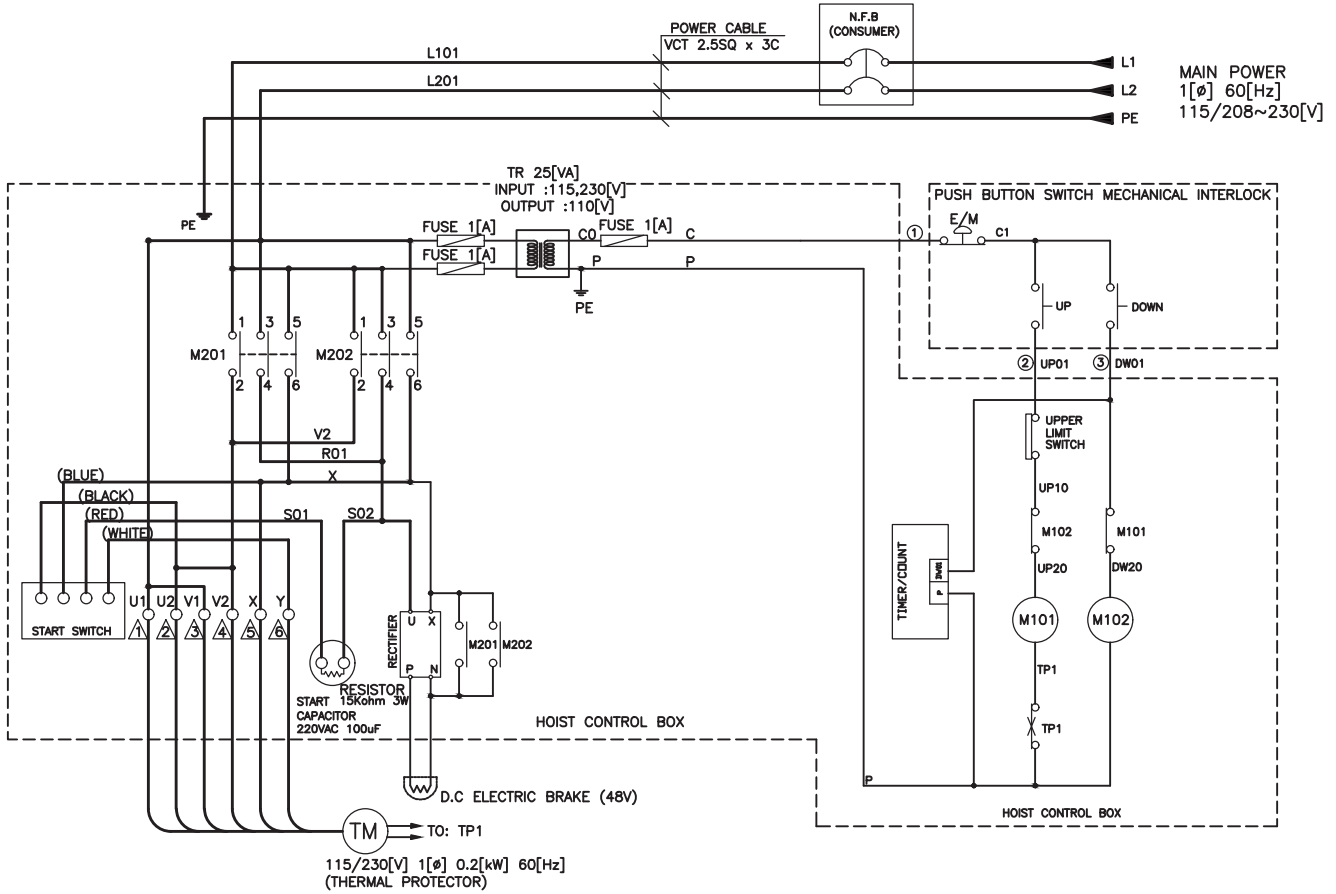 N.F.B
(CONSUMER)
POWER CABLE
VCT 2.5SQ x 3C
L101
L201
L1
L2
PE
MAIN POWER
1[ø] 60[Hz]
115/208~230[V]
TR 25[VA]
INPUT :115,230[V]
OUTPUT :110[V]
PUSH BUTTON SWITCH MECHANICAL INTERLOCK
PE
FUSE 1[A]
FUSE 1[A]
FUSE 1[A]
C0
C
P
P
PE
1
E/M
C1
UP
DOWN
1 3 5
1 3 5
M201
M202
2 4 6
2 4 6
2 UP01
3 DW01
V2
R01
X
UPPER
LIMIT
SWITCH
(BLUE)
(BLACK)
(RED)
(WHITE)
S01
S02
UP10
M102
M101
UP20
DW20
TIMER/COUNT
DW01
P
START SWITCH
U1 U2 V1 V2 X Y
1 2 3 4 5 6
RECTIFIER
U X
P N
M201 M202
M101
M102
RESISTOR
START 15Kohm 3W
CAPACITOR
220VAC 100uF
HOIST CONTROL BOX
TP1
TP1
P
D.C ELECTRIC BRAKE (48V)
HOIST CONTROL BOX
TM
TO: TP1
115/230[V] 1[ø] 0.2[kW] 60[Hz]
(THERMAL PROTECTOR)